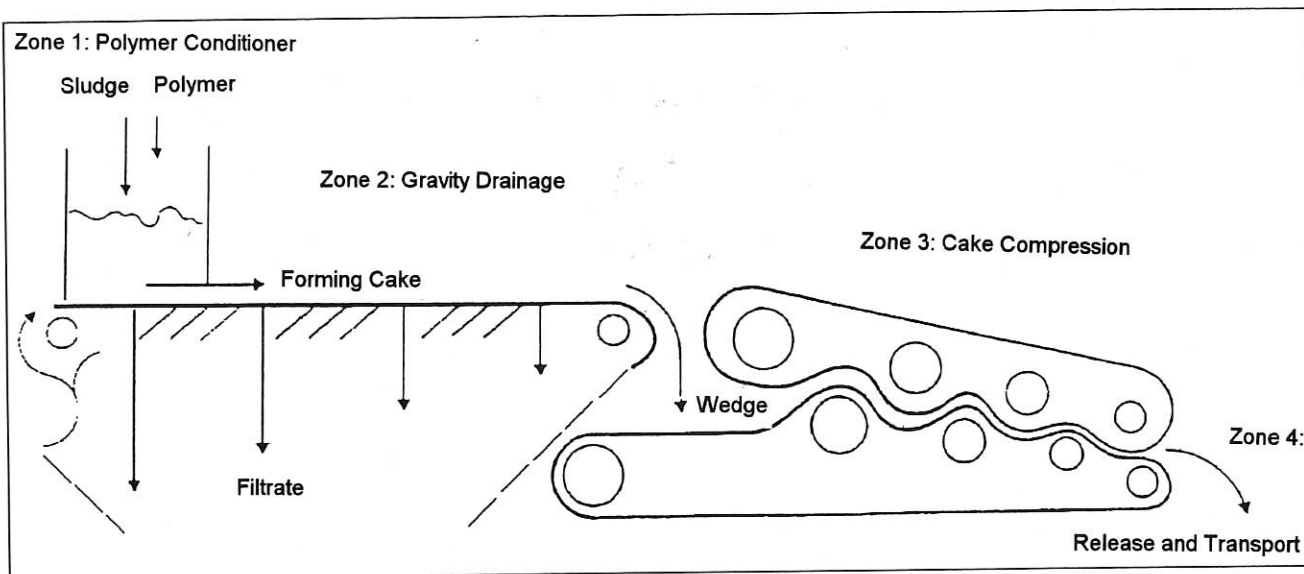 Zone 1: Polymer Conditioner
Sludge Polymer
Zone 2: Gravity Drainage
Zone 3: Cake Compression
Forming Cake
Wedge
Zone 4:
Filtrate
Release and Transport